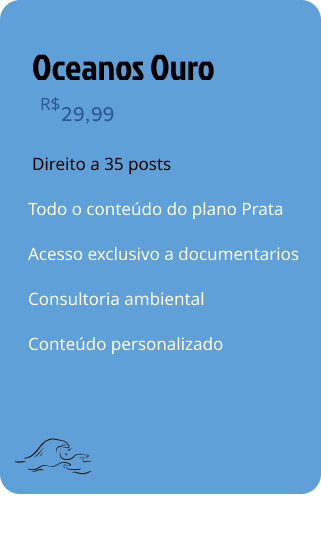 Oceanos Ouro
R$29,99
Direito a 35 posts
Todo o conteúdo do plano Prata
Acesso exclusivo a documentarios
Consultoria ambiental
Conteúdo personalizado